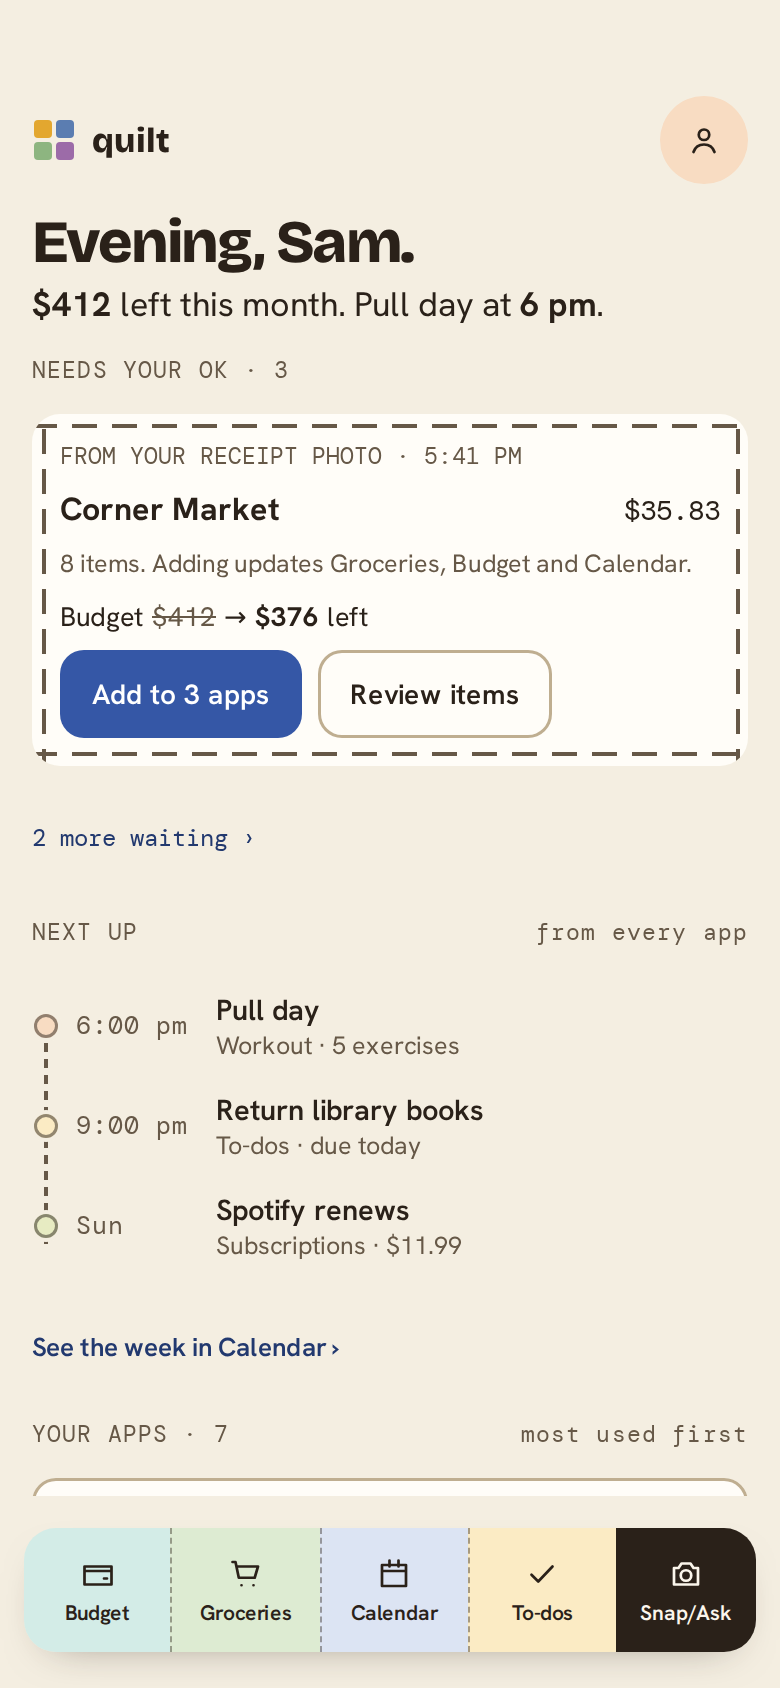 quilt
Evening, Sam.
$412 left this month. Pull day at 6 pm.
NEEDS YOUR OK · 3
FROM YOUR RECEIPT PHOTO · 5:41 PM
Corner Market $35.83
8 items. Adding updates Groceries, Budget and Calendar.
Budget $412 → $376 left
Add to 3 apps Review items
2 more waiting ›
NEXT UP from every app
6:00 pm Pull day
Workout · 5 exercises
9:00 pm Return library books
To-dos · due today
Sun Spotify renews
Subscriptions · $11.99
See the week in Calendar ›
YOUR APPS · 7 most used first
Budget Groceries Calendar To-dos Snap/Ask